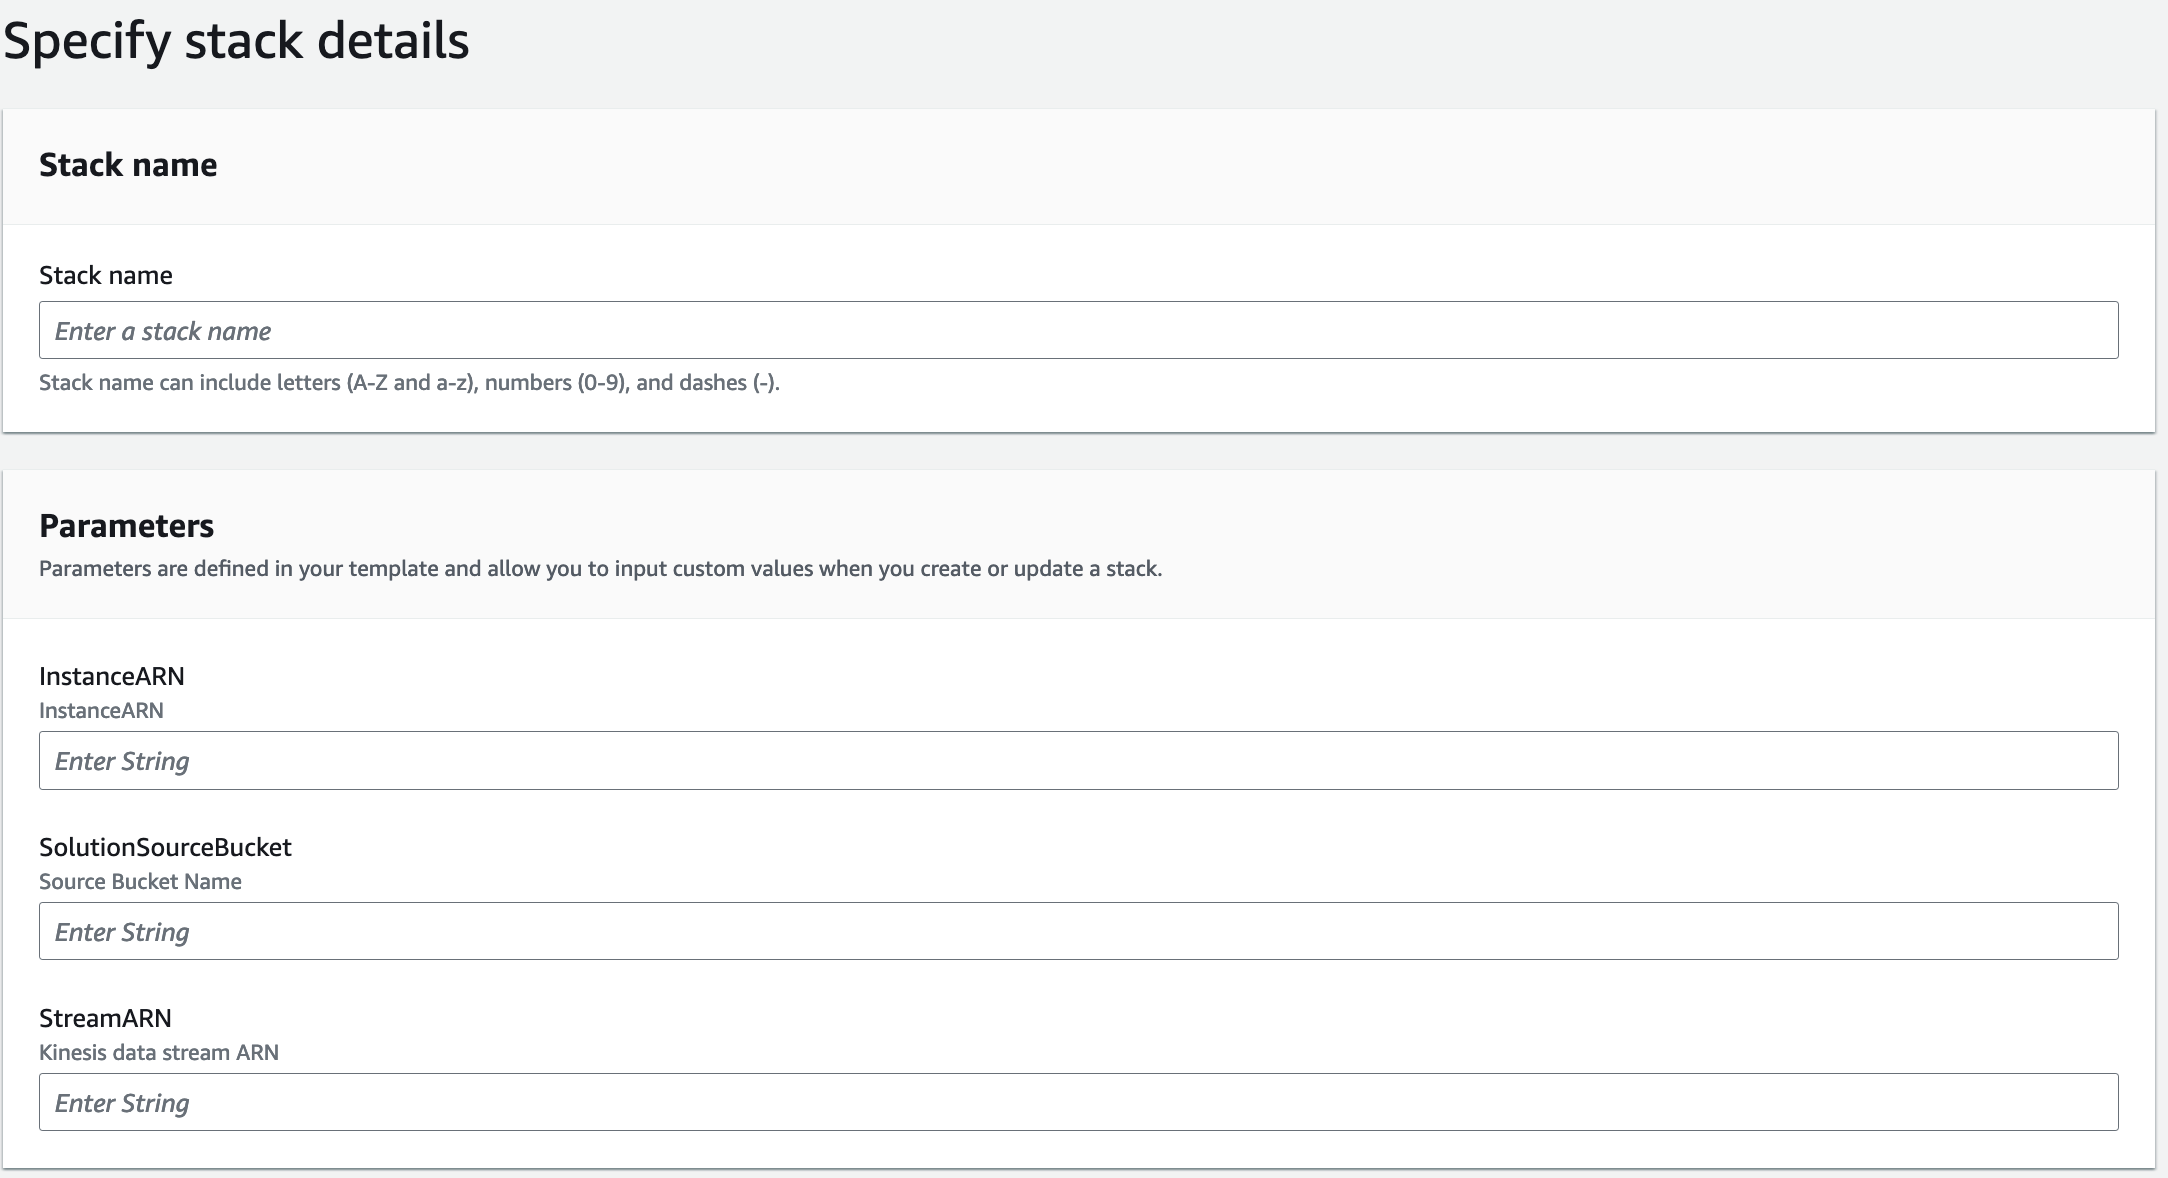 Specify stack details
Stack name
Stack name
Enter a stack name
Stack name can include letters (A-Z and a-z), numbers (0-9), and dashes (-).
Parameters
Parameters are defined in your template and allow you to input custom values when you create or update a stack.
InstanceARN
InstanceARN
Enter String
SolutionSourceBucket
Source Bucket Name
Enter String
StreamARN
Kinesis data stream ARN
Enter String